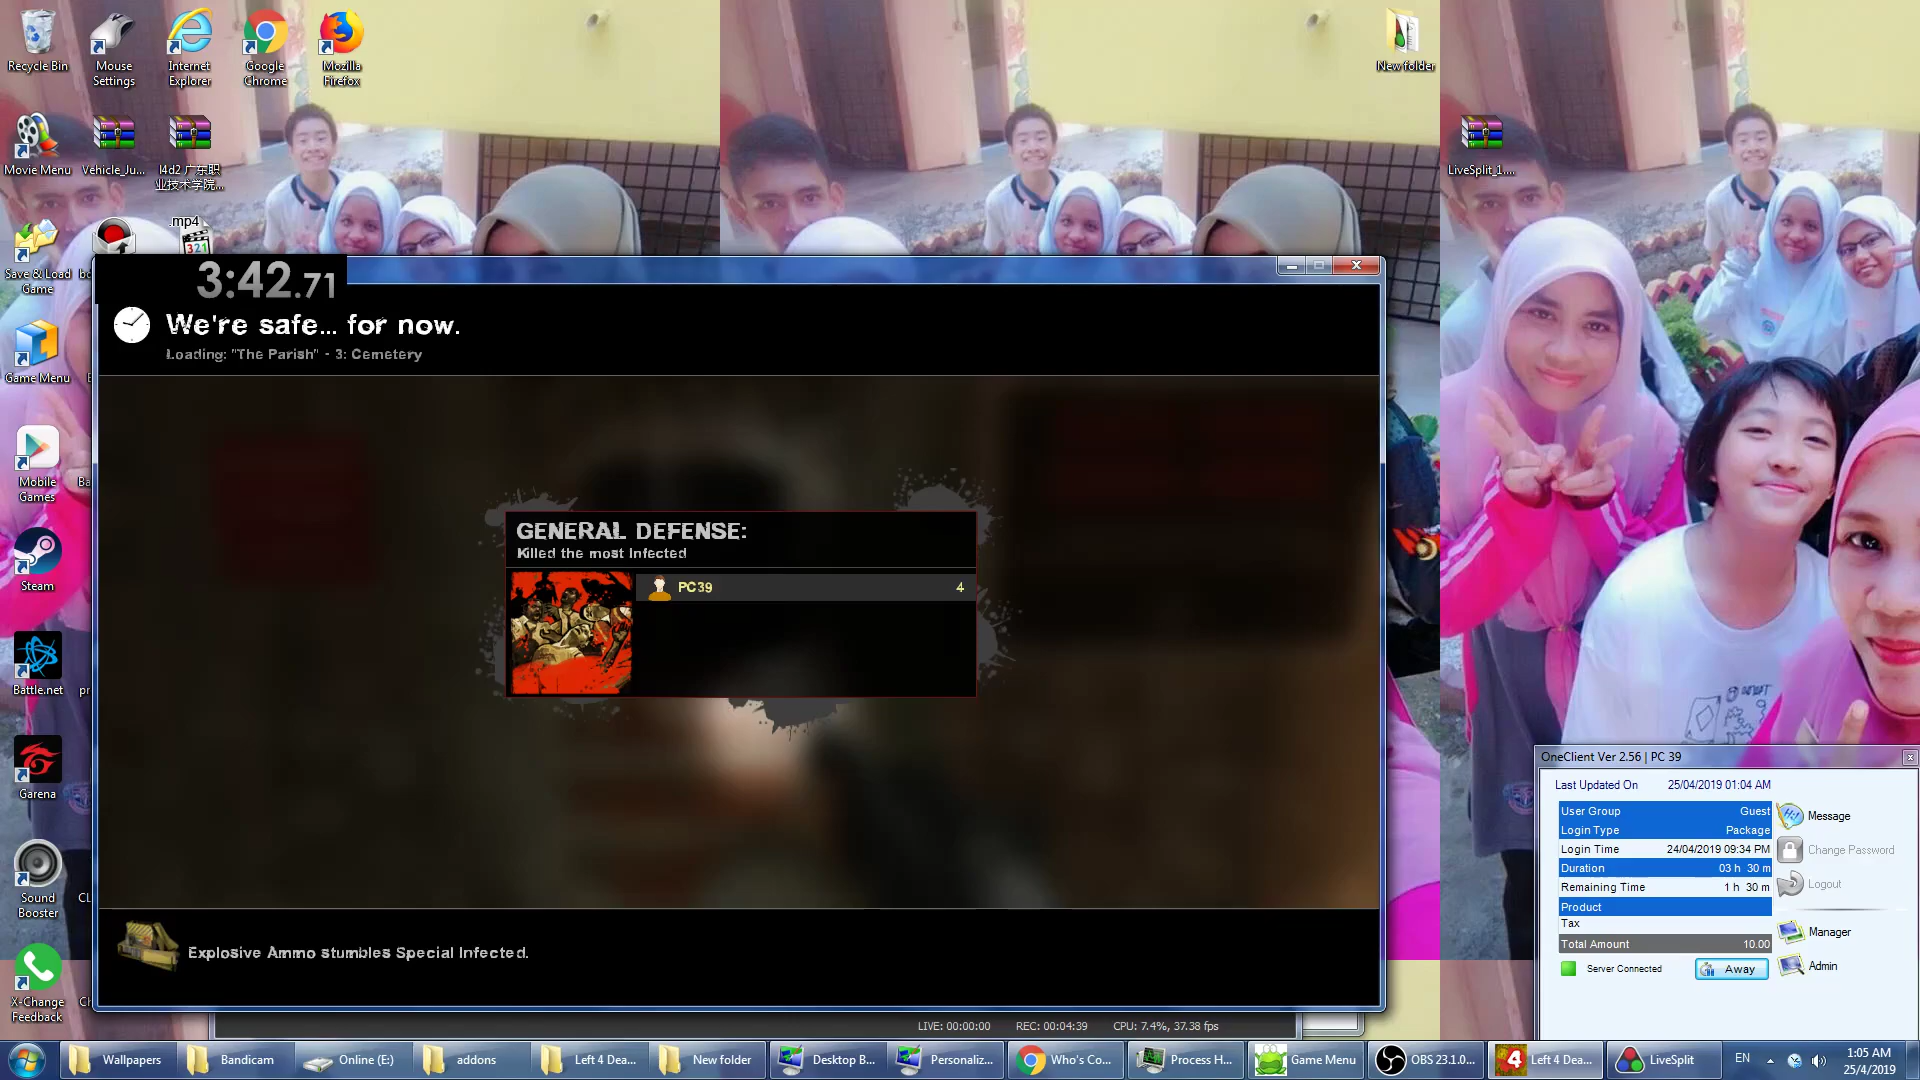 Recycle Bin
Mouse Settings
Internet Explorer
Google Chrome
Mozilla Firefox
New folder
Movie Menu
Vehicle_Ju...
l4d2 广东职业技术学院...
LiveSplit_1....
.mp4
321
Save & Load Game
Game Menu
Mobile Games
Steam
Battle.net
Garena
Sound Booster
X-Change Feedback
3:42.71
We're safe... for now.
Loading: "The Parish" - 3: Cemetery
GENERAL DEFENSE:
Killed the most Infected
PC39 4
Explosive Ammo stumbles Special Infected.
OneClient Ver 2.56 | PC 39
Last Updated On 25/04/2019 01:04 AM
User Group Guest
Login Type Package
Login Time 24/04/2019 09:34 PM
Duration 03 h 30 m
Remaining Time 1 h 30 m
Product
Tax
Total Amount 10.00
Server Connected
Away
Message
Change Password
Logout
Manager
Admin
LIVE: 00:00:00 REC: 00:04:39 CPU: 7.4%, 37.38 fps
Wallpapers
Bandicam
Online (E:)
addons
Left 4 Dea...
New folder
Desktop B...
Personaliz...
Who's Co...
Process H...
Game Menu
OBS 23.1.0...
Left 4 Dea...
LiveSplit
EN
1:05 AM
25/4/2019